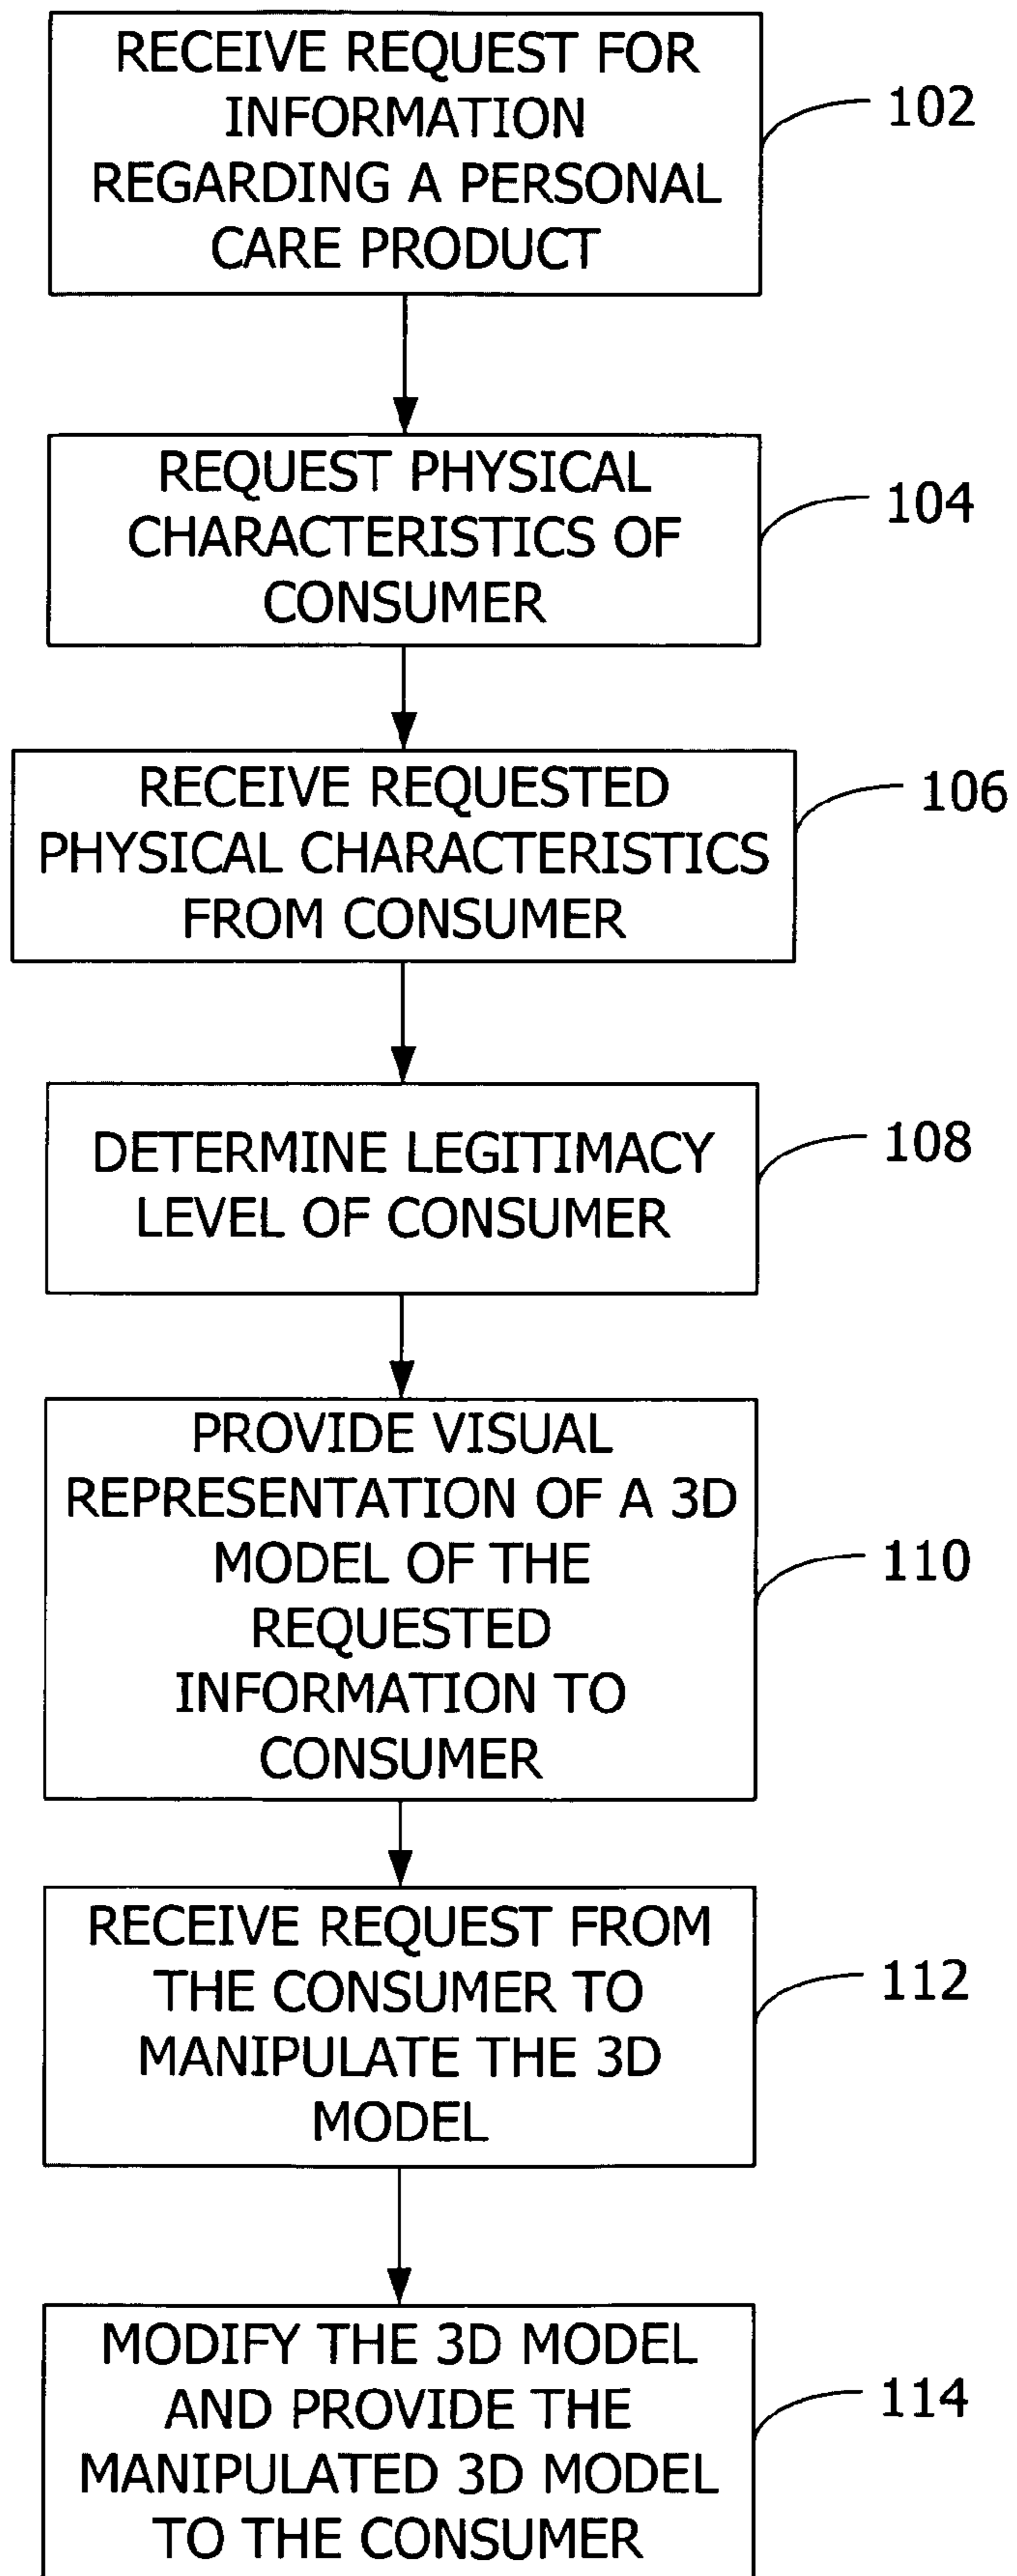 RECEIVE REQUEST FOR
INFORMATION
REGARDING A PERSONAL
CARE PRODUCT
102
REQUEST PHYSICAL
CHARACTERISTICS OF
CONSUMER
104
RECEIVE REQUESTED
PHYSICAL CHARACTERISTICS
FROM CONSUMER
106
DETERMINE LEGITIMACY
LEVEL OF CONSUMER
108
PROVIDE VISUAL
REPRESENTATION OF A 3D
MODEL OF THE
REQUESTED
INFORMATION TO
CONSUMER
110
RECEIVE REQUEST FROM
THE CONSUMER TO
MANIPULATE THE 3D
MODEL
112
MODIFY THE 3D MODEL
AND PROVIDE THE
MANIPULATED 3D MODEL
TO THE CONSUMER
114